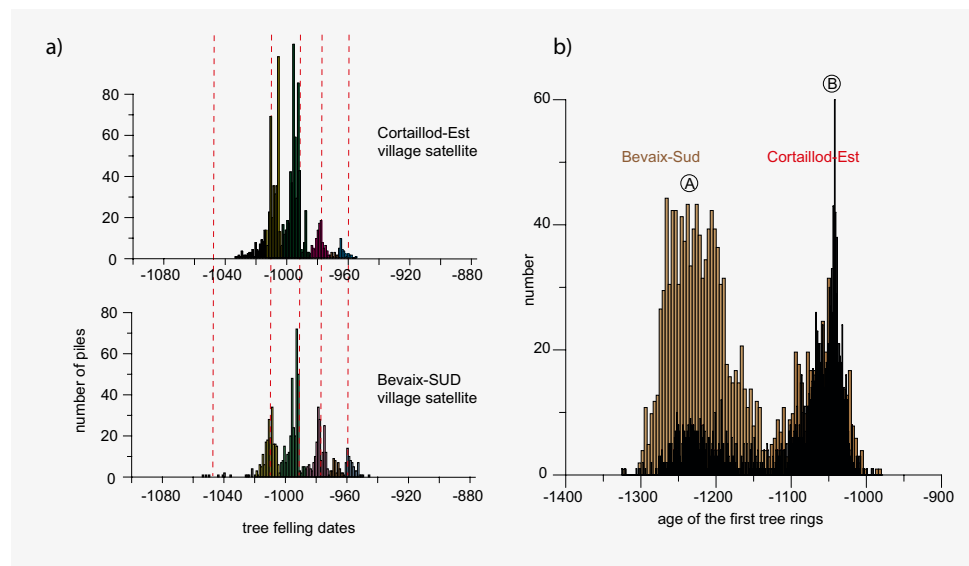 a)
80
60
40
20
0
Cortaillod-Est
village satellite
-1080 -1040 -1000 -960 -920 -880
number of piles
80
60
40
20
0
Bevaix-SUD
village satellite
-1080 -1040 -1000 -960 -920 -880
tree felling dates
b)
B
60
Bevaix-Sud Cortaillod-Est
A
40
number
20
0
-1400 -1300 -1200 -1100 -1000 -900
age of the first tree rings